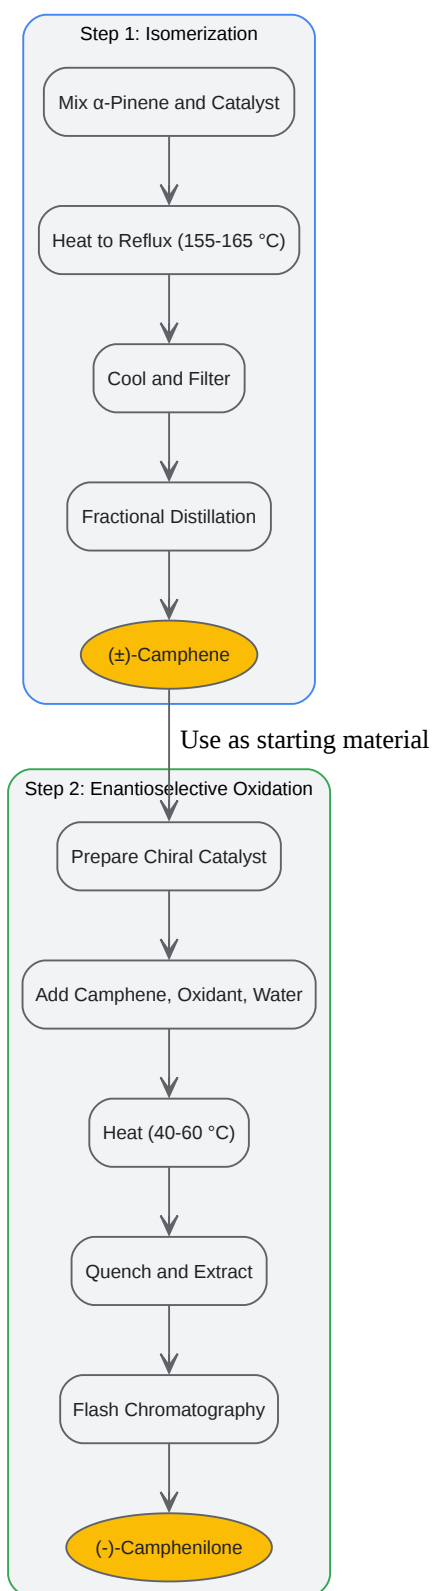 Step 1: Isomerization
Mix α-Pinene and Catalyst
Heat to Reflux (155-165 °C)
Cool and Filter
Fractional Distillation
(±)-Camphene
Use as starting material
Step 2: Enantioselective Oxidation
Prepare Chiral Catalyst
Add Camphene, Oxidant, Water
Heat (40-60 °C)
Quench and Extract
Flash Chromatography
(-)-Camphenilone